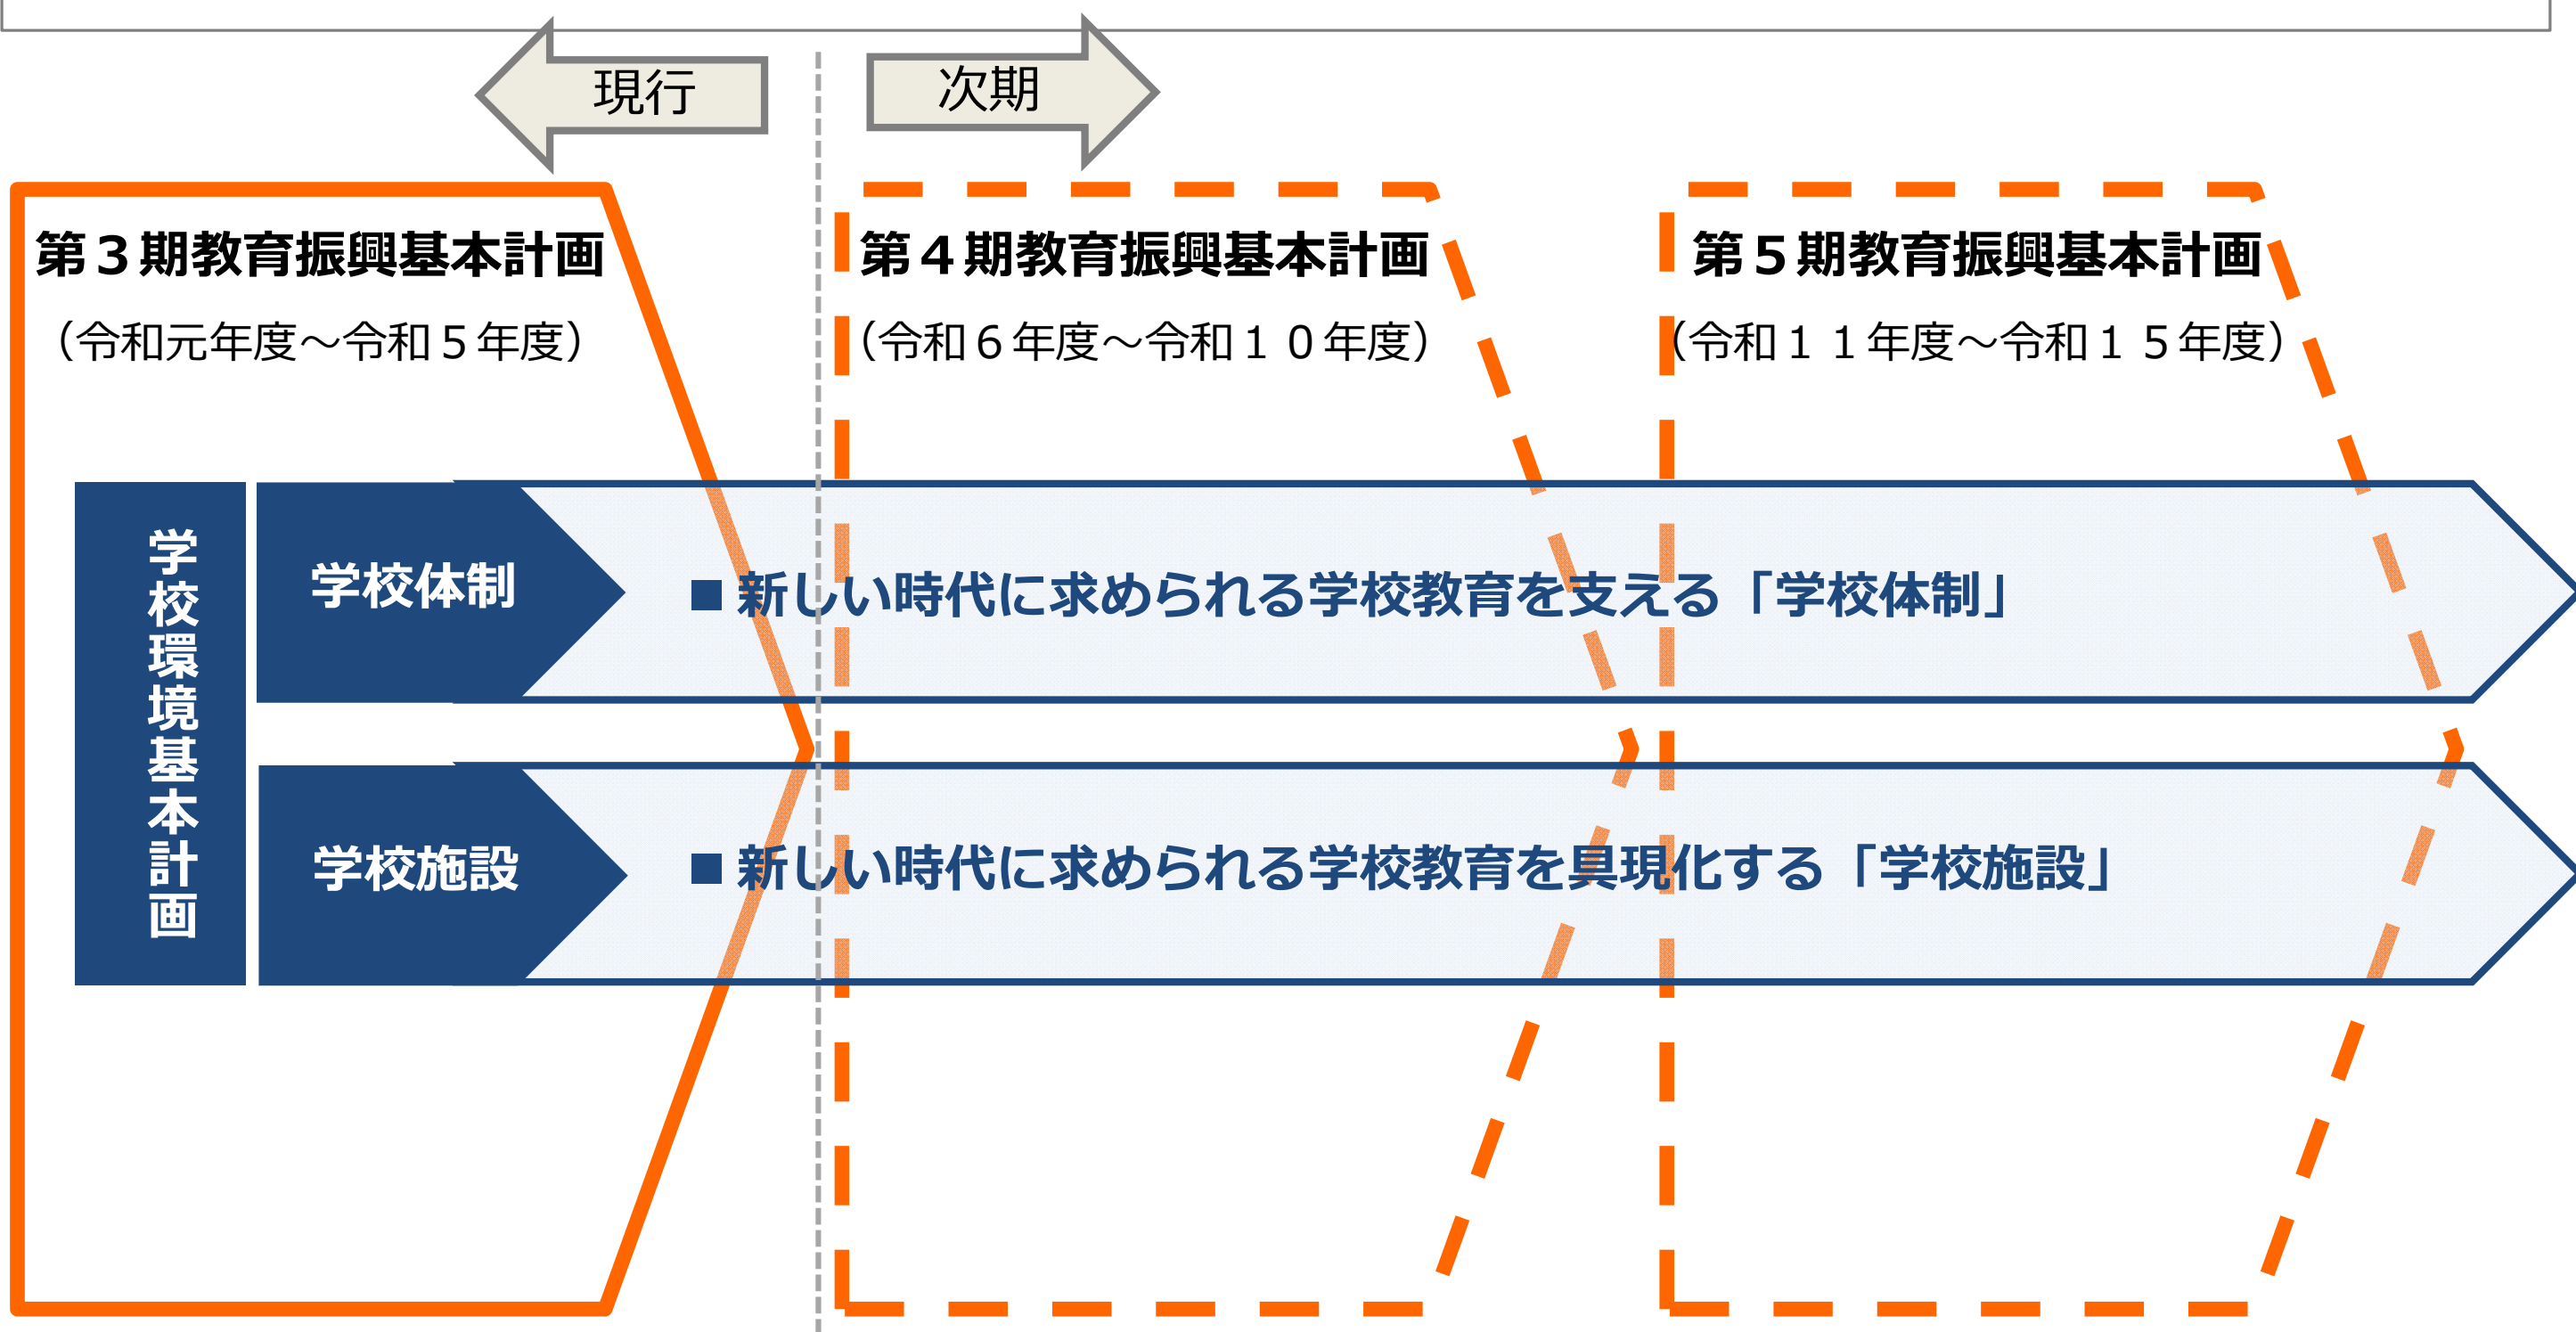 現行
次期
第３期教育振興基本計画
（令和元年度～令和５年度）
第４期教育振興基本計画
（令和６年度～令和１０年度）
第５期教育振興基本計画
（令和１１年度～令和１５年度）
学校環境基本計画
学校体制
■ 新しい時代に求められる学校教育を支える「学校体制」
学校施設
■ 新しい時代に求められる学校教育を具現化する「学校施設」